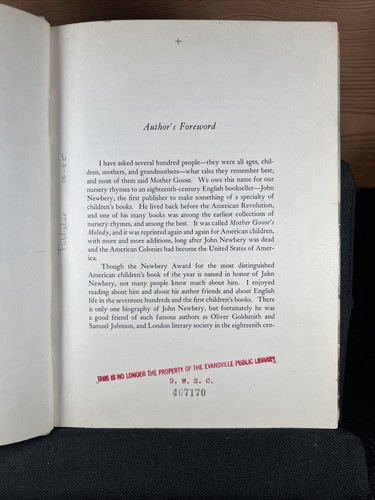 Author's Foreword
I have asked several hundred people—they were all ages, chil-
dren, mothers, and grandmothers—what tales they remember best;
and most of them said Mother Goose. We owe this name for our
nursery rhymes to an eighteenth-century English bookseller—John
Newbery, the first publisher to make something of a specialty of
children's books. He lived back before the American Revolution,
and one of his many books was among the earliest collections of
nursery rhymes, and among the best. It was called Mother Goose's
Melody, and it was reprinted again and again for American children,
with more and more additions, long after John Newbery was dead
and the American Colonies had become the United States of Amer-
ica.
Though the Newbery Award for the most distinguished
American children's book of the year is named in honor of John
Newbery, not many people know much about him. I enjoyed
reading about him and about his author friends and about English
life in the seventeen hundreds and the first children's books. There
is only one biography of John Newbery, but fortunately he was
a good friend of such famous authors as Oliver Goldsmith and
Samuel Johnson, and London literary society in the eighteenth cen-
THIS IS NO LONGER THE PROPERTY OF THE EVANSVILLE PUBLIC LIBRARY
D. W. S. C.
407170